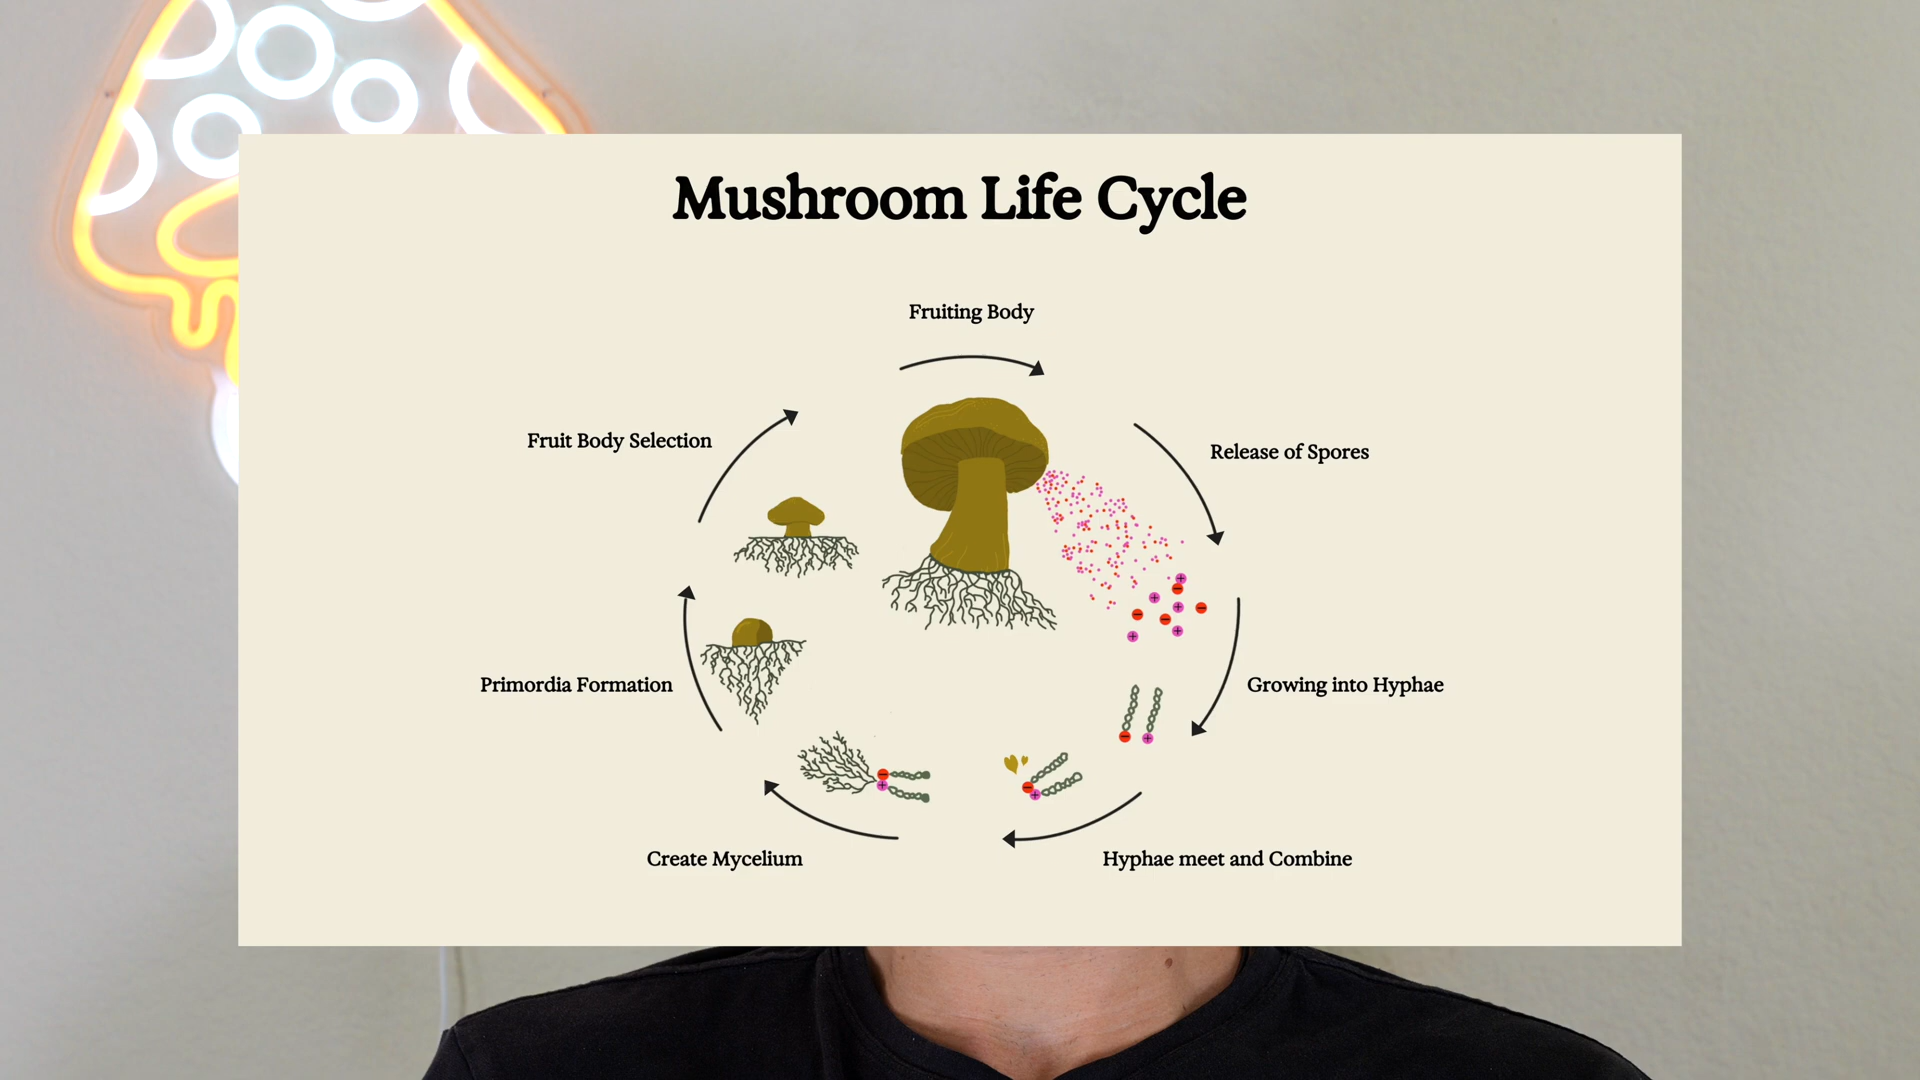 Mushroom Life Cycle
Fruiting Body
Release of Spores
Growing into Hyphae
Hyphae meet and Combine
Create Mycelium
Primordia Formation
Fruit Body Selection